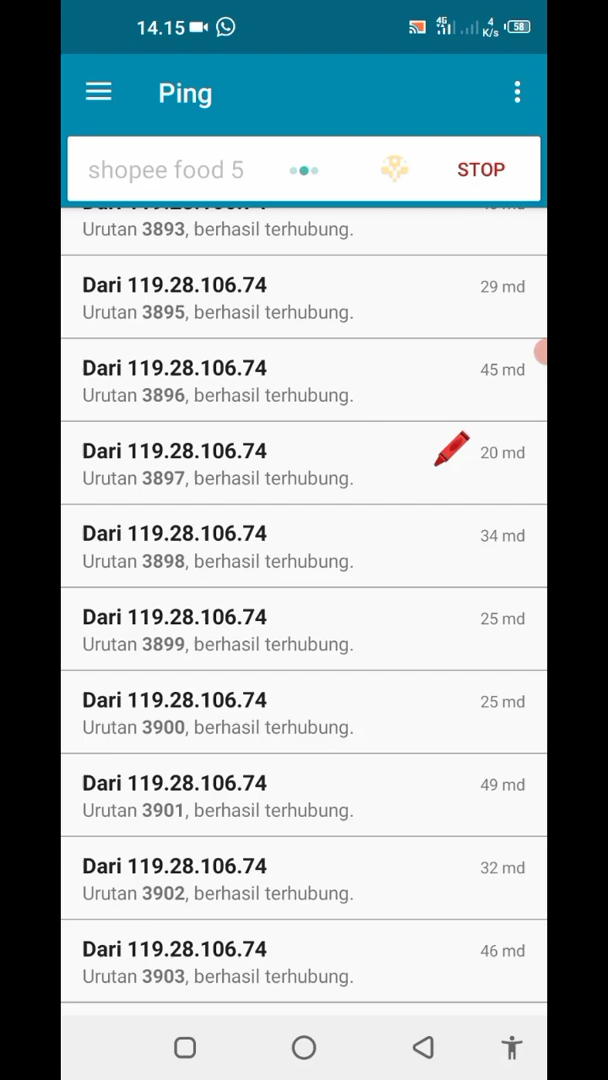 14.15
4G
4
K/s
58
Ping
shopee food 5
STOP
Urutan 3893, berhasil terhubung.
Dari 119.28.106.74
29 md
Urutan 3895, berhasil terhubung.
Dari 119.28.106.74
45 md
Urutan 3896, berhasil terhubung.
Dari 119.28.106.74
20 md
Urutan 3897, berhasil terhubung.
Dari 119.28.106.74
34 md
Urutan 3898, berhasil terhubung.
Dari 119.28.106.74
25 md
Urutan 3899, berhasil terhubung.
Dari 119.28.106.74
25 md
Urutan 3900, berhasil terhubung.
Dari 119.28.106.74
49 md
Urutan 3901, berhasil terhubung.
Dari 119.28.106.74
32 md
Urutan 3902, berhasil terhubung.
Dari 119.28.106.74
46 md
Urutan 3903, berhasil terhubung.